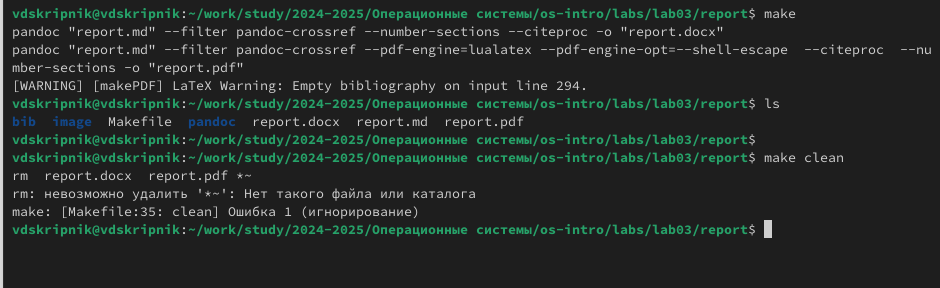 vdskripnik@vdskripnik:~/work/study/2024-2025/Операционные системы/os-intro/labs/lab03/report$ make
pandoc "report.md" --filter pandoc-crossref --number-sections --citeproc -o "report.docx"
pandoc "report.md" --filter pandoc-crossref --pdf-engine=lualatex --pdf-engine-opt=--shell-escape  --citeproc  --nu
mber-sections -o "report.pdf"
[WARNING] [makePDF] LaTeX Warning: Empty bibliography on input line 294.
vdskripnik@vdskripnik:~/work/study/2024-2025/Операционные системы/os-intro/labs/lab03/report$ ls
bib  image  Makefile  pandoc  report.docx  report.md  report.pdf
vdskripnik@vdskripnik:~/work/study/2024-2025/Операционные системы/os-intro/labs/lab03/report$
vdskripnik@vdskripnik:~/work/study/2024-2025/Операционные системы/os-intro/labs/lab03/report$ make clean
rm  report.docx  report.pdf *~
rm: невозможно удалить '*~': Нет такого файла или каталога
make: [Makefile:35: clean] Ошибка 1 (игнорирование)
vdskripnik@vdskripnik:~/work/study/2024-2025/Операционные системы/os-intro/labs/lab03/report$